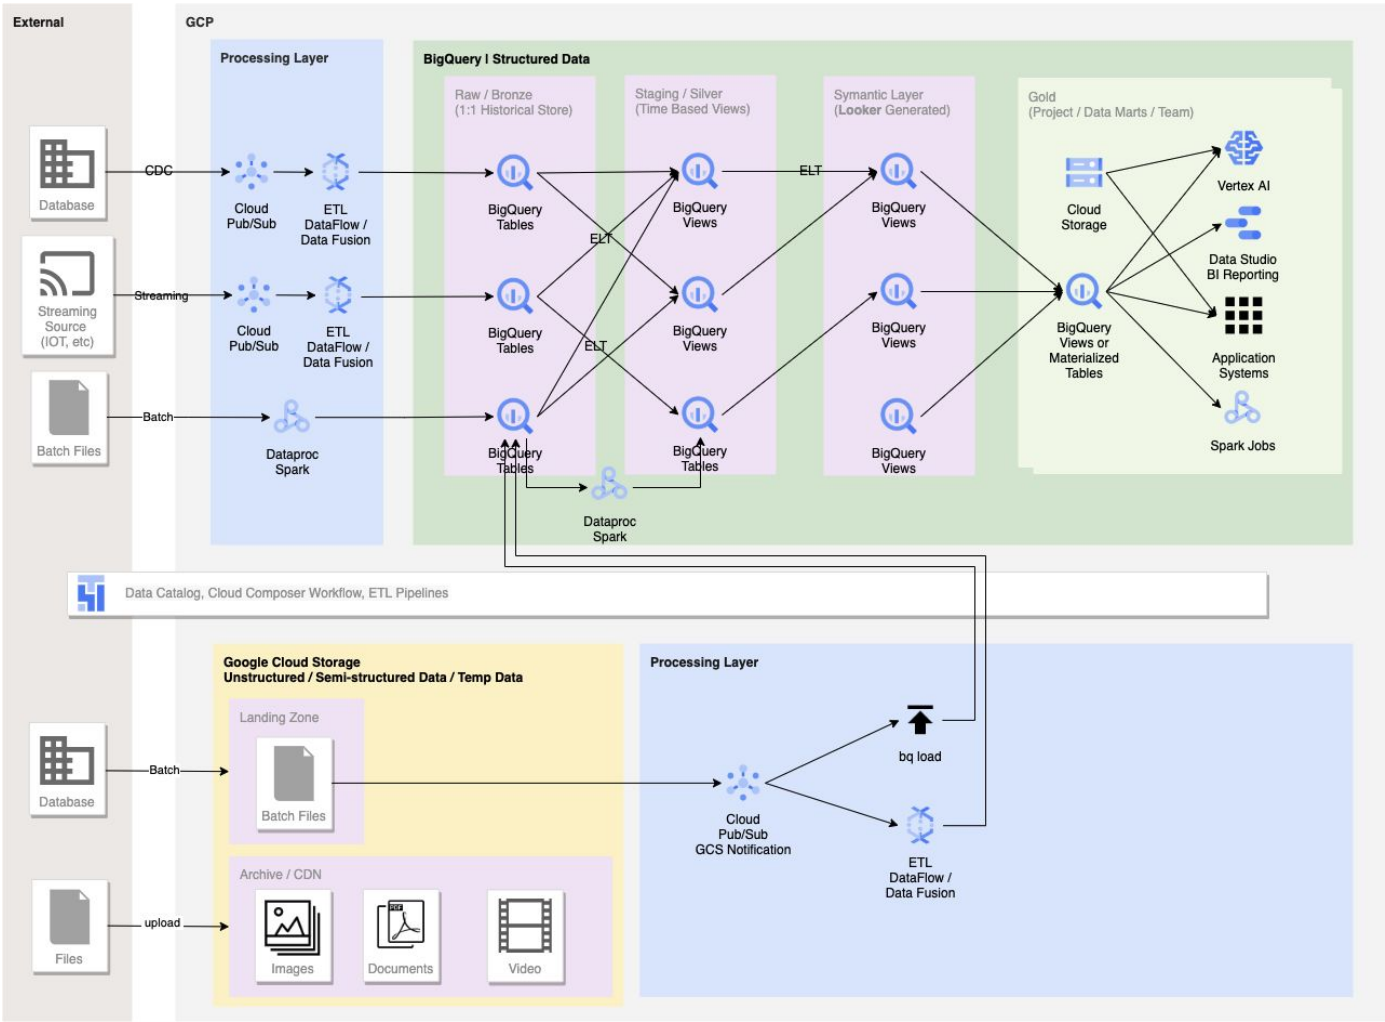 External
GCP
Processing Layer
BigQuery | Structured Data
Raw / Bronze
(1:1 Historical Store)
Staging / Silver
(Time Based Views)
Symantic Layer
(Looker Generated)
Gold
(Project / Data Marts / Team)
Database
CDC
Cloud
Pub/Sub
ETL
DataFlow /
Data Fusion
BigQuery
Tables
BigQuery
Views
ELT
BigQuery
Views
Cloud
Storage
Vertex AI
Data Studio
BI Reporting
ELT
Streaming
Source
(IOT, etc)
Streaming
Cloud
Pub/Sub
ETL
DataFlow /
Data Fusion
BigQuery
Tables
ELT
BigQuery
Views
BigQuery
Views
BigQuery
Views or
Materialized
Tables
Application
Systems
Batch Files
Batch
Dataproc
Spark
BigQuery
Tables
BigQuery
Tables
BigQuery
Views
Spark Jobs
Dataproc
Spark
Data Catalog, Cloud Composer Workflow, ETL Pipelines
Google Cloud Storage
Unstructured / Semi-structured Data / Temp Data
Processing Layer
Landing Zone
Database
Batch
Batch Files
Cloud
Pub/Sub
GCS Notification
bq load
ETL
DataFlow /
Data Fusion
Archive / CDN
Files
upload
Images
PDF
Documents
Video